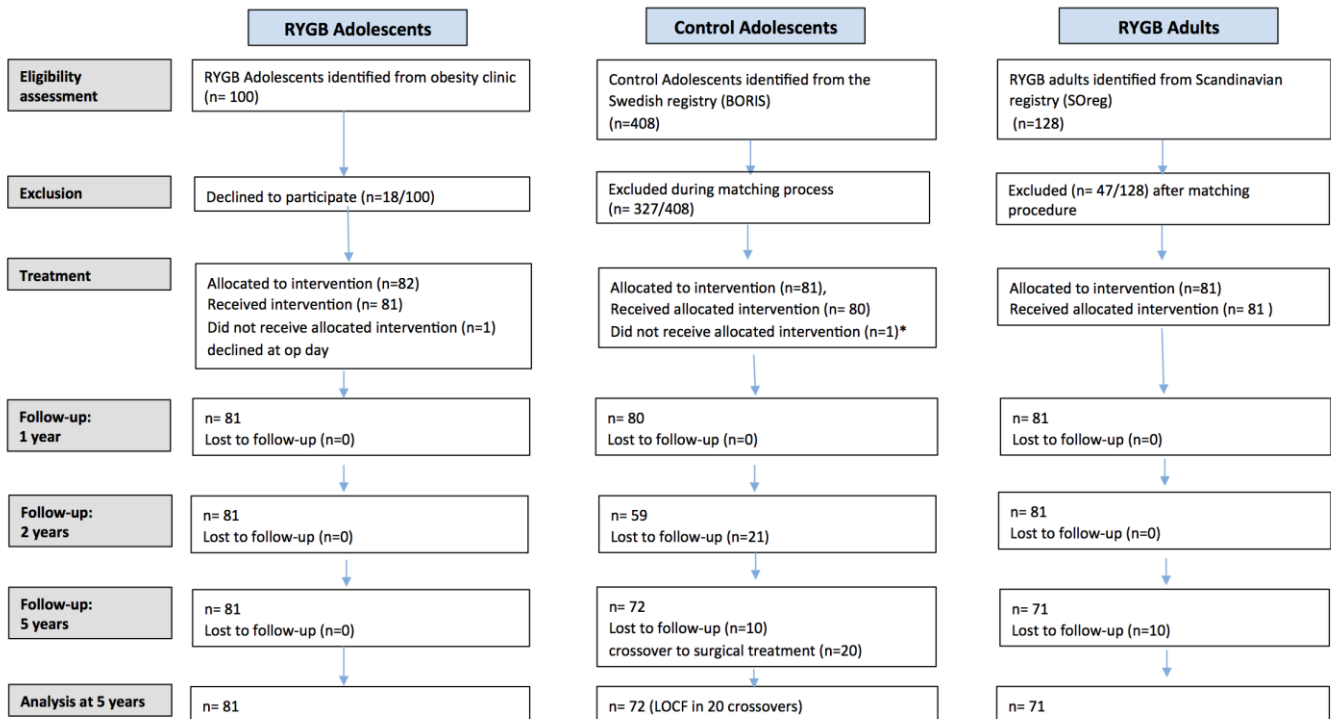 RYGB Adolescents
Control Adolescents
RYGB Adults
Eligibility
assessment
RYGB Adolescents identified from obesity clinic
(n= 100)
Control Adolescents identified from the
Swedish registry (BORIS)
(n=408)
RYGB adults identified from Scandinavian
registry (SOreg)
(n=128)
Exclusion
Declined to participate (n=18/100)
Excluded during matching process
(n= 327/408)
Excluded (n= 47/128) after matching
procedure
Treatment
Allocated to intervention (n=82)
Received intervention (n= 81)
Did not receive allocated intervention (n=1)
declined at op day
Allocated to intervention (n=81),
Received allocated intervention (n= 80)
Did not receive allocated intervention (n=1)*
Allocated to intervention (n=81)
Received allocated intervention (n= 81 )
Follow-up:
1 year
n= 81
Lost to follow-up (n=0)
n= 80
Lost to follow-up (n=0)
n= 81
Lost to follow-up (n=0)
Follow-up:
2 years
n= 81
Lost to follow-up (n=0)
n= 59
Lost to follow-up (n=21)
n= 81
Lost to follow-up (n=0)
Follow-up:
5 years
n= 81
Lost to follow-up (n=0)
n= 72
Lost to follow-up (n=10)
crossover to surgical treatment (n=20)
n= 71
Lost to follow-up (n=10)
Analysis at 5 years
n= 81
n= 72 (LOCF in 20 crossovers)
n= 71